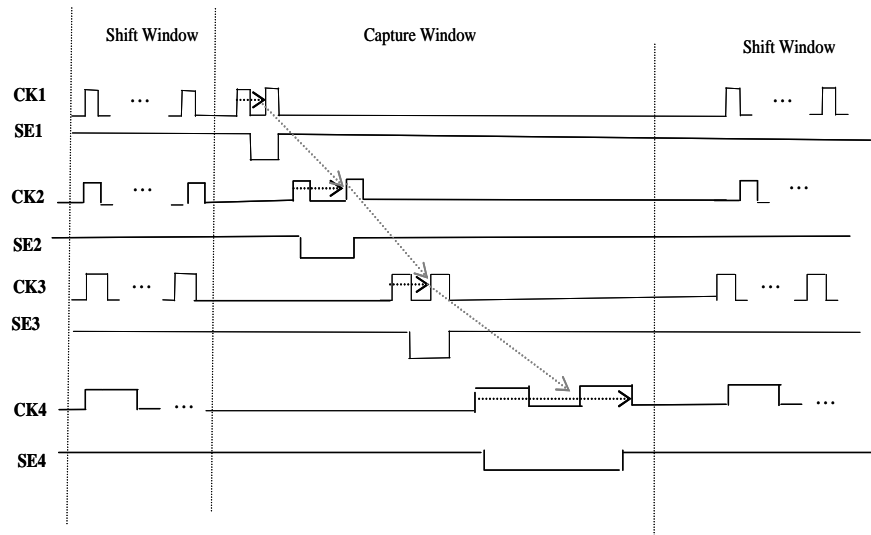 Shift Window
Capture Window
Shift Window
CK1
...
...
SE1
CK2
...
...
SE2
CK3
...
...
SE3
CK4
...
...
SE4